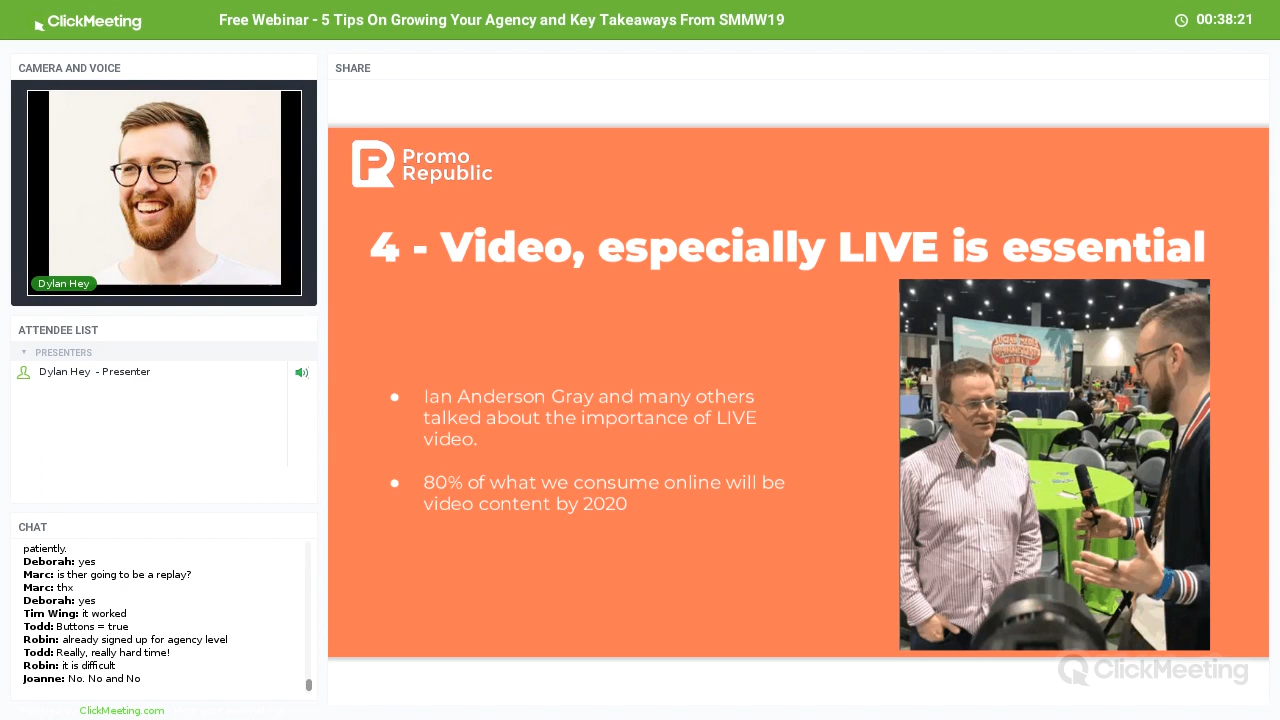 ClickMeeting
Free Webinar - 5 Tips On Growing Your Agency and Key Takeaways From SMMW19
00:38:21
CAMERA AND VOICE
Dylan Hey
ATTENDEE LIST
PRESENTERS
Dylan Hey - Presenter
CHAT
patiently.
Deborah: yes
Marc: is ther going to be a replay?
Marc: thx
Deborah: yes
Tim Wing: it worked
Todd: Buttons = true
Robin: already signed up for agency level
Todd: Really, really hard time!
Robin: it is difficult
Joanne: No. No and No
ClickMeeting.com
SHARE
Promo
Republic
4 - Video, especially LIVE is essential
● Ian Anderson Gray and many others
talked about the importance of LIVE
video.
● 80% of what we consume online will be
video content by 2020
ClickMeeting